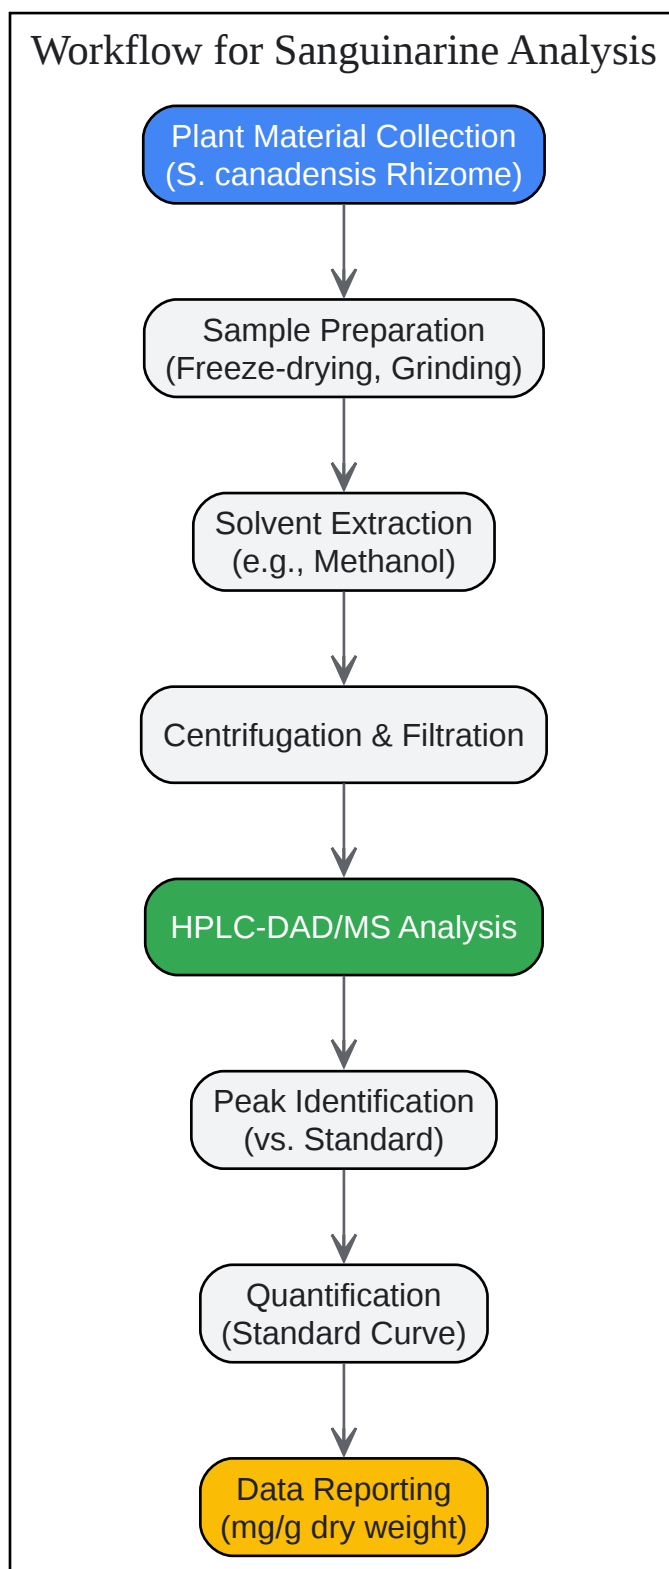 Workflow for Sanguinarine Analysis
Plant Material Collection
(S. canadensis Rhizome)
Sample Preparation
(Freeze-drying, Grinding)
Solvent Extraction
(e.g., Methanol)
Centrifugation & Filtration
HPLC-DAD/MS Analysis
Peak Identification
(vs. Standard)
Quantification
(Standard Curve)
Data Reporting
(mg/g dry weight)